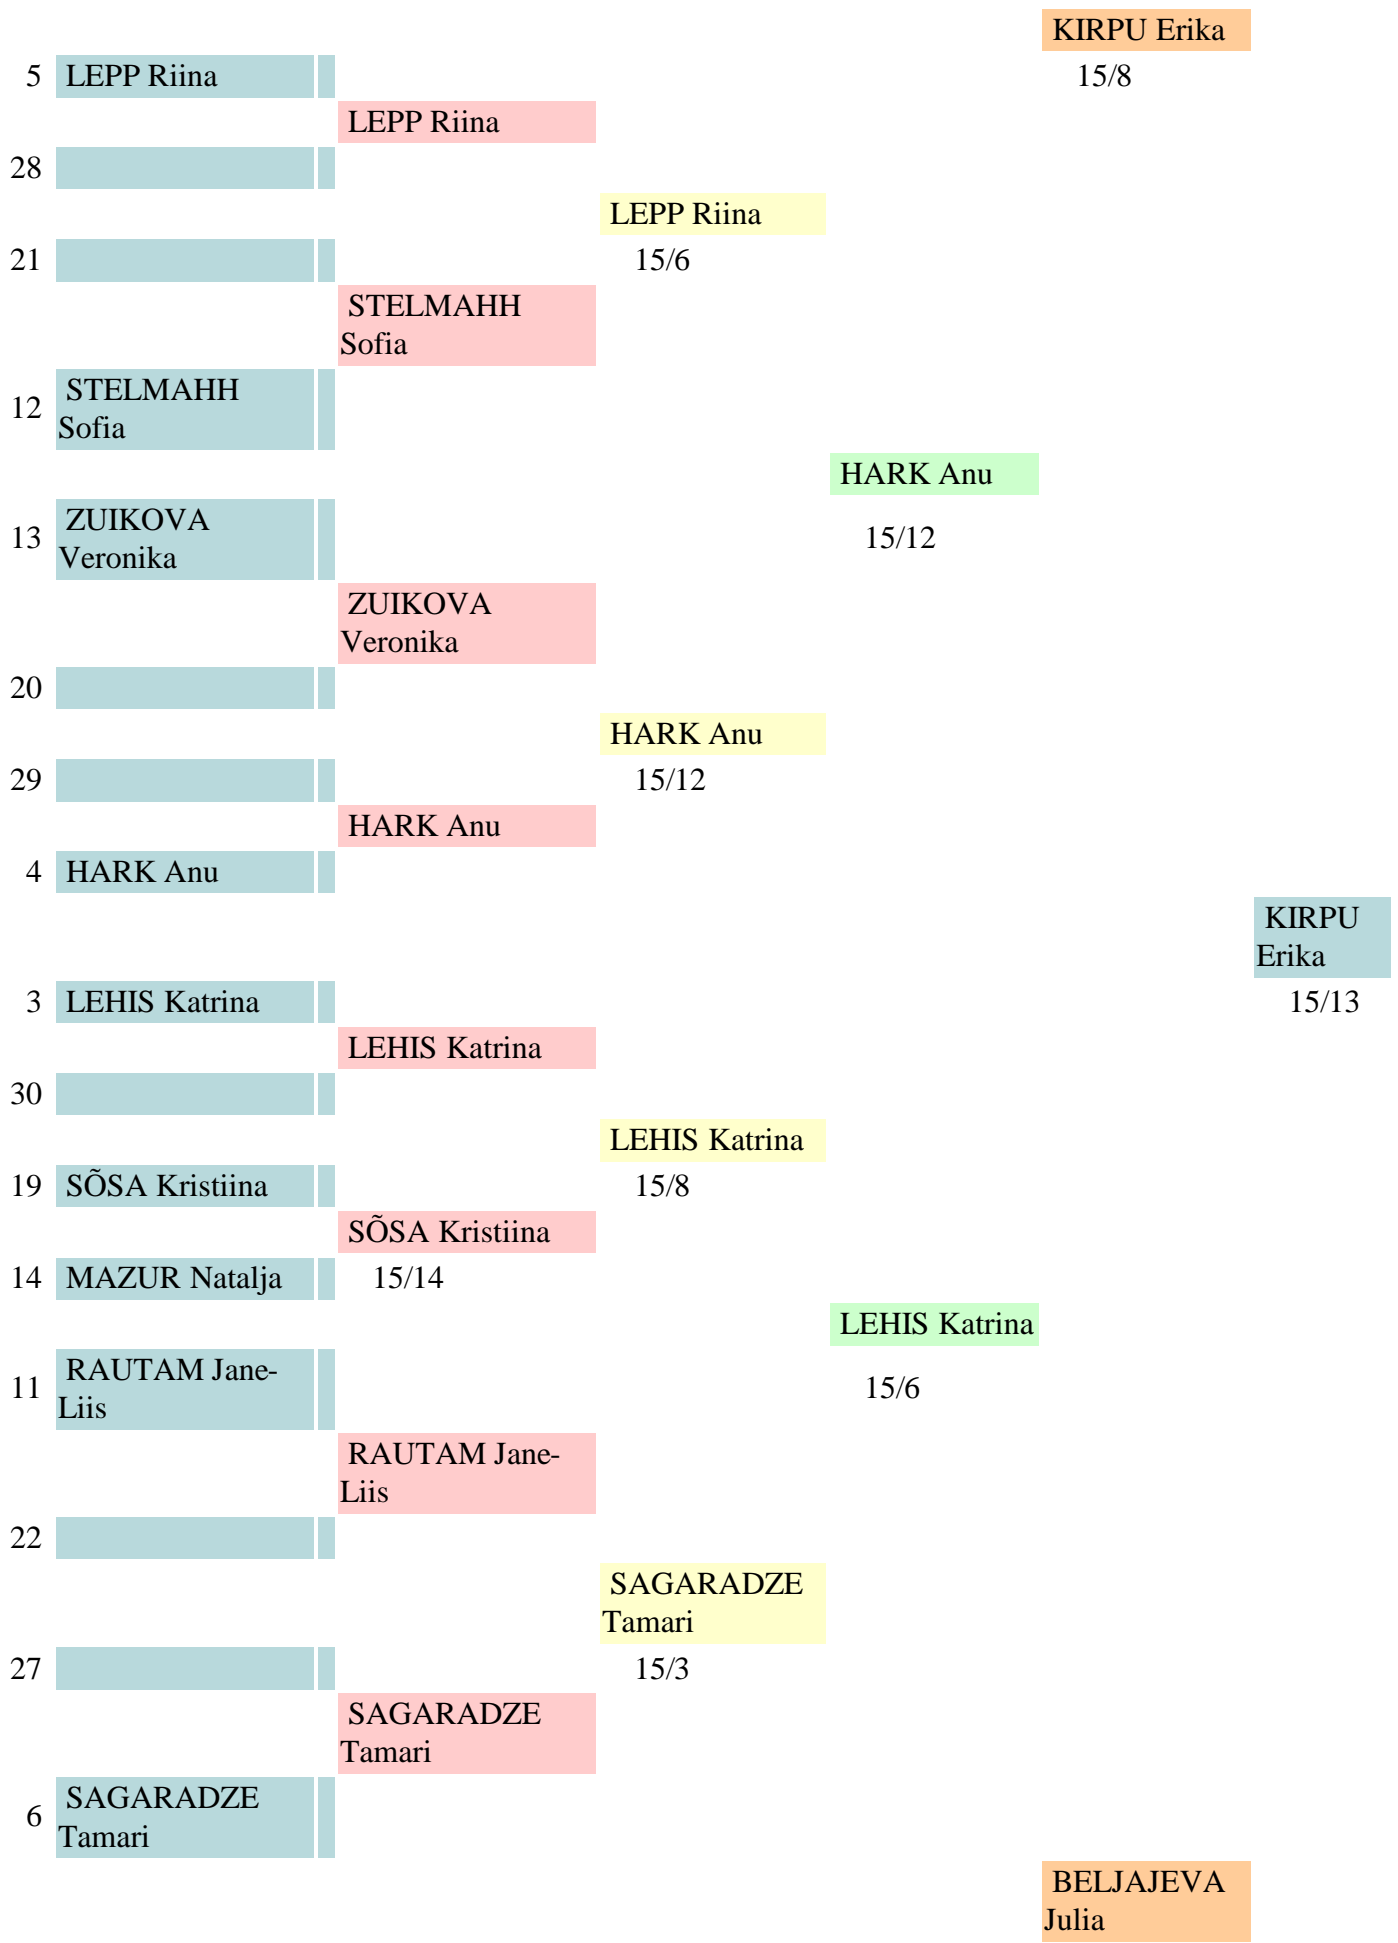 KIRPU Erika
5 LEPP Riina 15/8
LEPP Riina
28
LEPP Riina
21 15/6
STELMAHH
Sofia
12 STELMAHH
Sofia
HARK Anu
13 ZUIKOVA
Veronika
15/12
ZUIKOVA
Veronika
20
HARK Anu
29 15/12
HARK Anu
4 HARK Anu
KIRPU
Erika
3 LEHIS Katrina 15/13
LEHIS Katrina
30
LEHIS Katrina
19 SÕSA Kristiina 15/8
SÕSA Kristiina
14 MAZUR Natalja 15/14
LEHIS Katrina
11 RAUTAM Jane-
Liis
15/6
RAUTAM Jane-
Liis
22
SAGARADZE
Tamari
27 15/3
SAGARADZE
Tamari
6 SAGARADZE
Tamari
BELJAJEVA
Julia